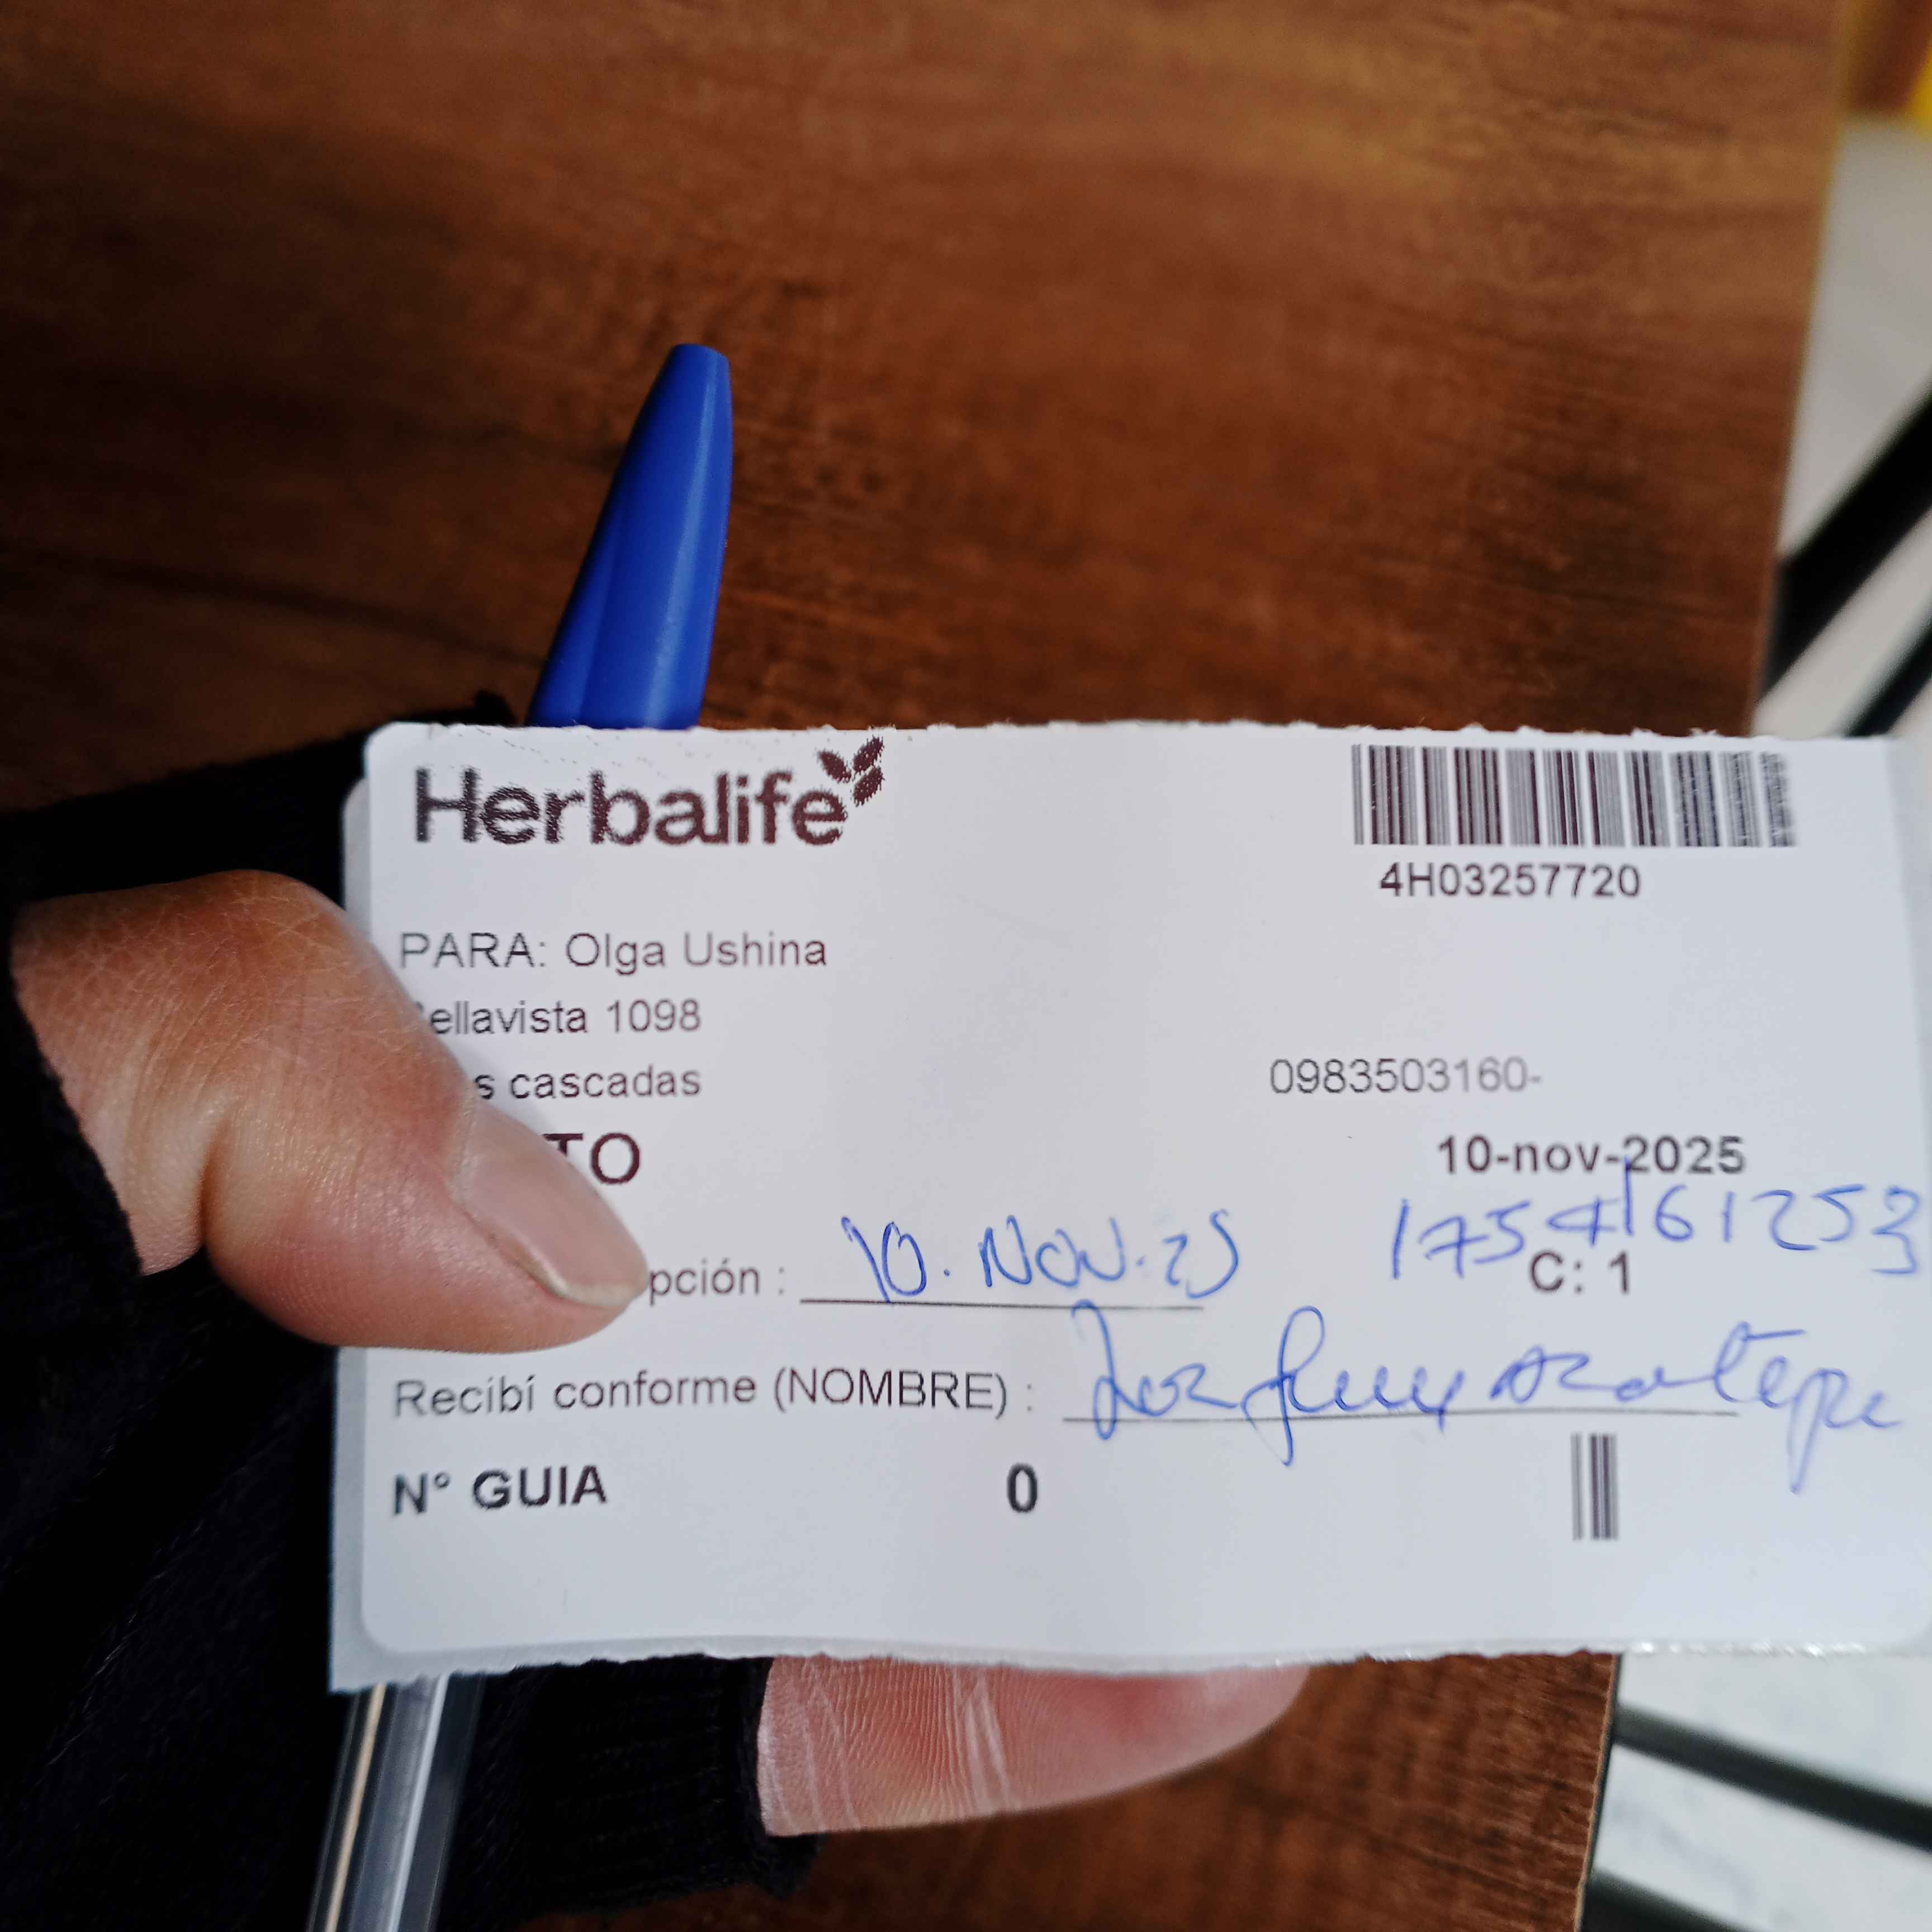 Herbalife
4H03257720
PARA: Olga Ushina
ellavista 1098
s cascadas
0983503160-
TO
10-nov-2025
pción : 10. NOV. 25
C: 1
Recibí conforme (NOMBRE) :
N° GUIA 0